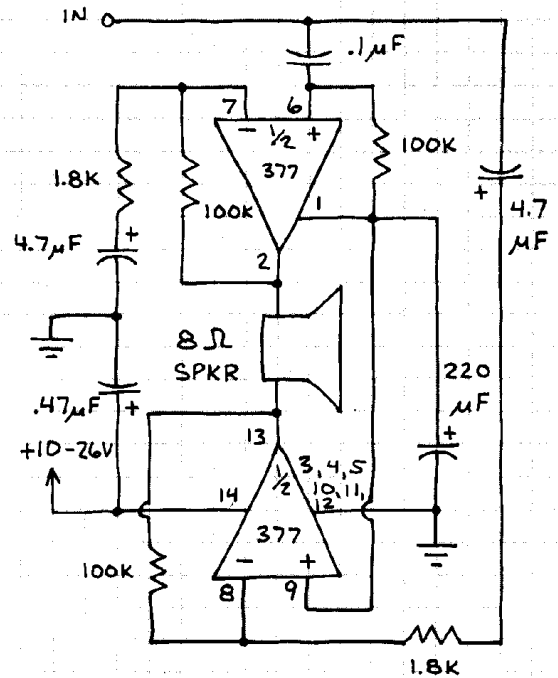 IN
.1µF
7
6
- ½ +
377
100K
1.8K
100K
1
+
4.7
µF
4.7µF
+
2
8 Ω
SPKR
220
µF
.47µF
+
+
+10-26V
13
14
½
3,4,5
10,11,
12
377
100K
- +
8
9
1.8K